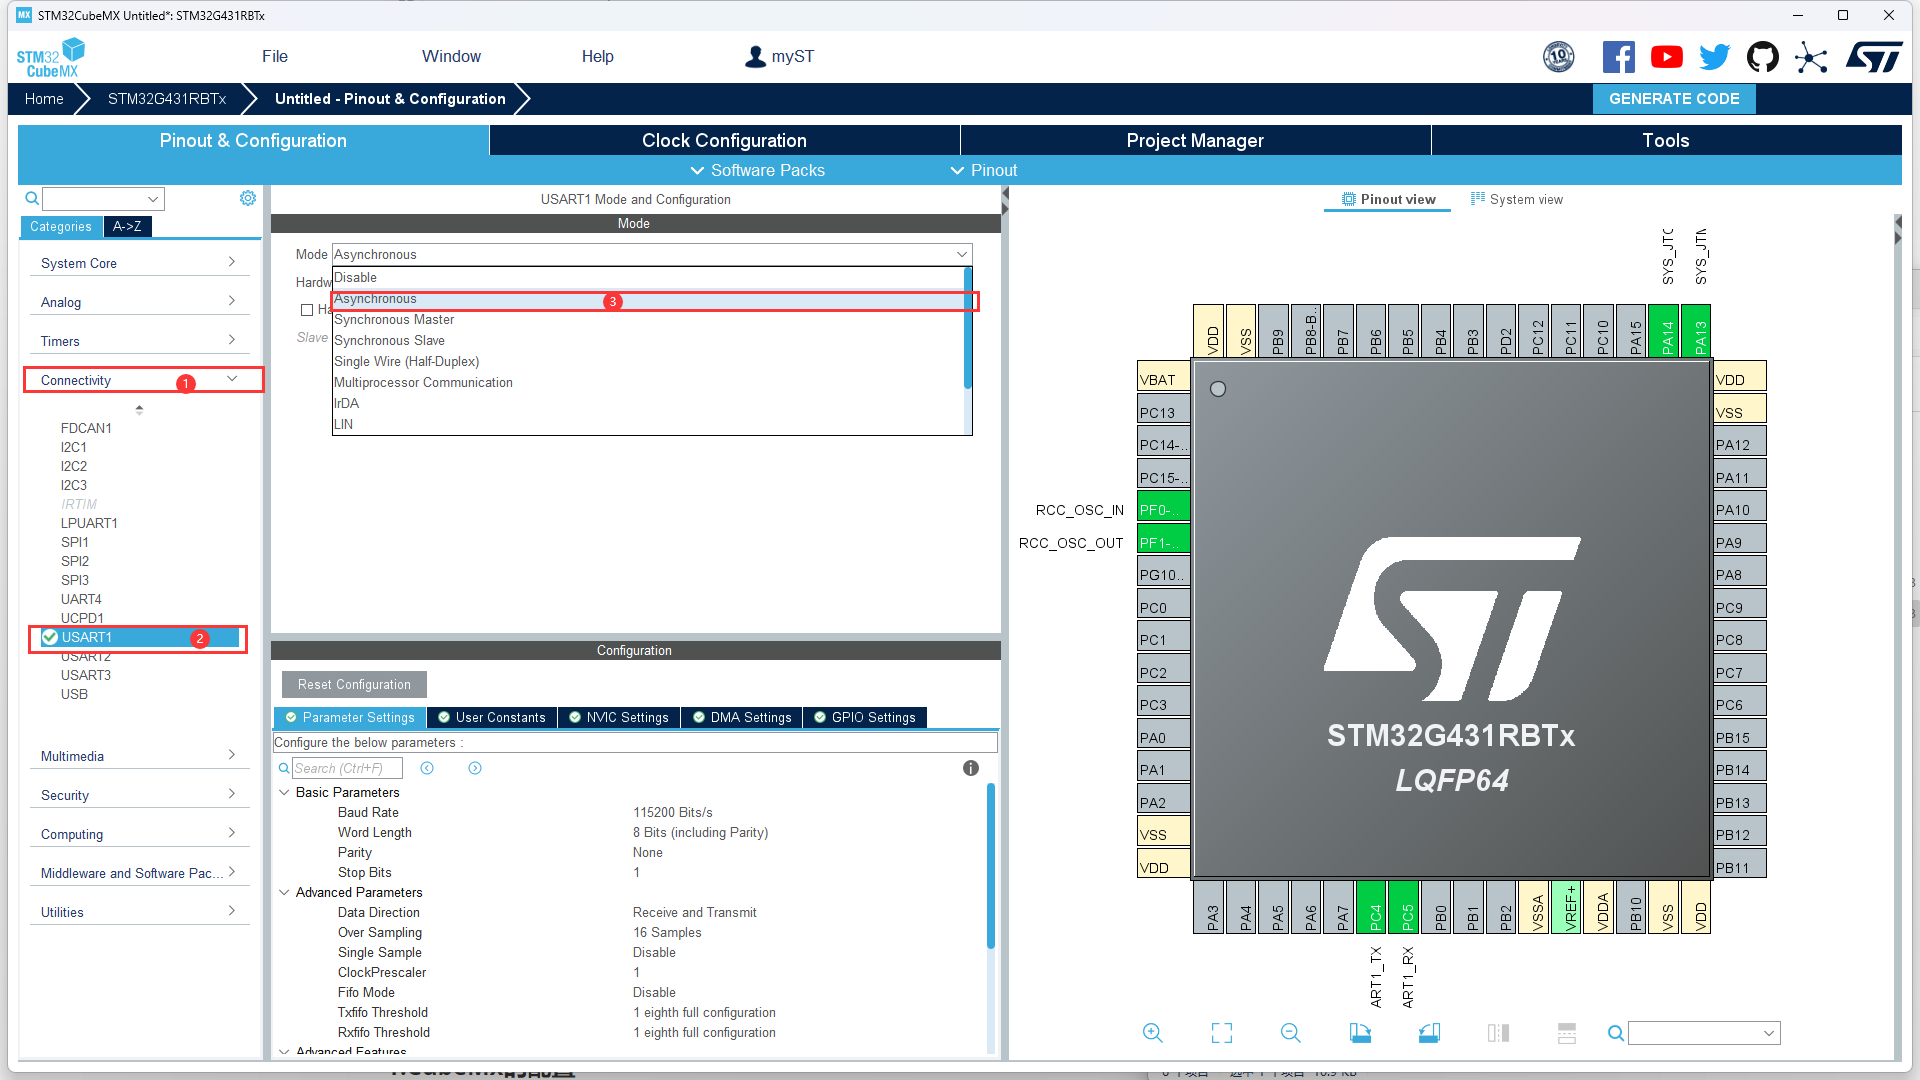 MX STM32CubeMX Untitled*: STM32G431RBTx
STM32 CubeMX
File
Window
Help
myST
10
Home
STM32G431RBTx
Untitled - Pinout & Configuration
GENERATE CODE
Pinout & Configuration
Clock Configuration
Project Manager
Tools
Software Packs
Pinout
Categories
A->Z
System Core
Analog
Timers
Connectivity
1
FDCAN1
I2C1
I2C2
I2C3
IRTIM
LPUART1
SPI1
SPI2
SPI3
UART4
UCPD1
USART1
2
USART2
USART3
USB
Multimedia
Security
Computing
Middleware and Software Pac...
Utilities
USART1 Mode and Configuration
Mode
Mode Asynchronous
Disable
Hardw
Asynchronous
3
Ha
Synchronous Master
Slave
Synchronous Slave
Single Wire (Half-Duplex)
Multiprocessor Communication
IrDA
LIN
Configuration
Reset Configuration
Parameter Settings
User Constants
NVIC Settings
DMA Settings
GPIO Settings
Configure the below parameters :
Search (Ctrl+F)
Basic Parameters
Baud Rate 115200 Bits/s
Word Length 8 Bits (including Parity)
Parity None
Stop Bits 1
Advanced Parameters
Data Direction Receive and Transmit
Over Sampling 16 Samples
Single Sample Disable
ClockPrescaler 1
Fifo Mode Disable
Txfifo Threshold 1 eighth full configuration
Rxfifo Threshold 1 eighth full configuration
Advanced Features
Pinout view
System view
SYS_JTC
SYS_JTM
VDD
VSS
PB9
PB8-B..
PB7
PB6
PB5
PB4
PB3
PD2
PC12
PC11
PC10
PA15
PA14
PA13
VBAT
PC13
PC14-..
PC15-..
RCC_OSC_IN PF0-..
RCC_OSC_OUT PF1-..
PG10..
PC0
PC1
PC2
PC3
PA0
PA1
PA2
VSS
VDD
VDD
VSS
PA12
PA11
PA10
PA9
PA8
PC9
PC8
PC7
PC6
PB15
PB14
PB13
PB12
PB11
STM32G431RBTx
LQFP64
PA3
PA4
PA5
PA6
PA7
PC4
PC5
PB0
PB1
PB2
VSSA
VREF+
VDDA
PB10
VSS
VDD
ART1_TX
ART1_RX